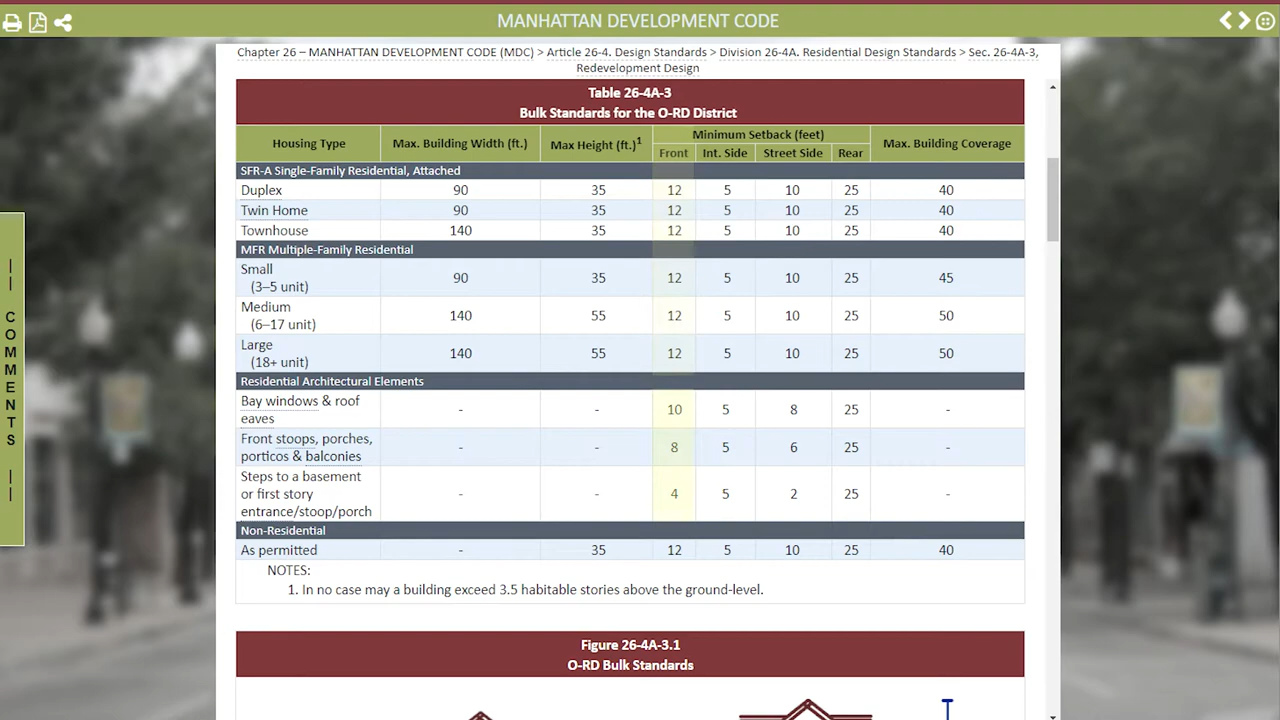 MANHATTAN DEVELOPMENT CODE
Chapter 26 – MANHATTAN DEVELOPMENT CODE (MDC) > Article 26-4. Design Standards > Division 26-4A. Residential Design Standards > Sec. 26-4A-3,
Redevelopment Design
Table 26-4A-3
Bulk Standards for the O-RD District
Housing Type Max. Building Width (ft.) Max Height (ft.)1 Minimum Setback (feet) Max. Building Coverage
Front Int. Side Street Side Rear
SFR-A Single-Family Residential, Attached
Duplex 90 35 12 5 10 25 40
Twin Home 90 35 12 5 10 25 40
Townhouse 140 35 12 5 10 25 40
MFR Multiple-Family Residential
Small
(3–5 unit) 90 35 12 5 10 25 45
Medium
(6–17 unit) 140 55 12 5 10 25 50
Large
(18+ unit) 140 55 12 5 10 25 50
Residential Architectural Elements
Bay windows & roof
eaves - - 10 5 8 25 -
Front stoops, porches,
porticos & balconies - - 8 5 6 25 -
Steps to a basement
or first story - - 4 5 2 25 -
entrance/stoop/porch
Non-Residential
As permitted - 35 12 5 10 25 40
NOTES:
1. In no case may a building exceed 3.5 habitable stories above the ground-level.
Figure 26-4A-3.1
O-RD Bulk Standards
COMMENTS